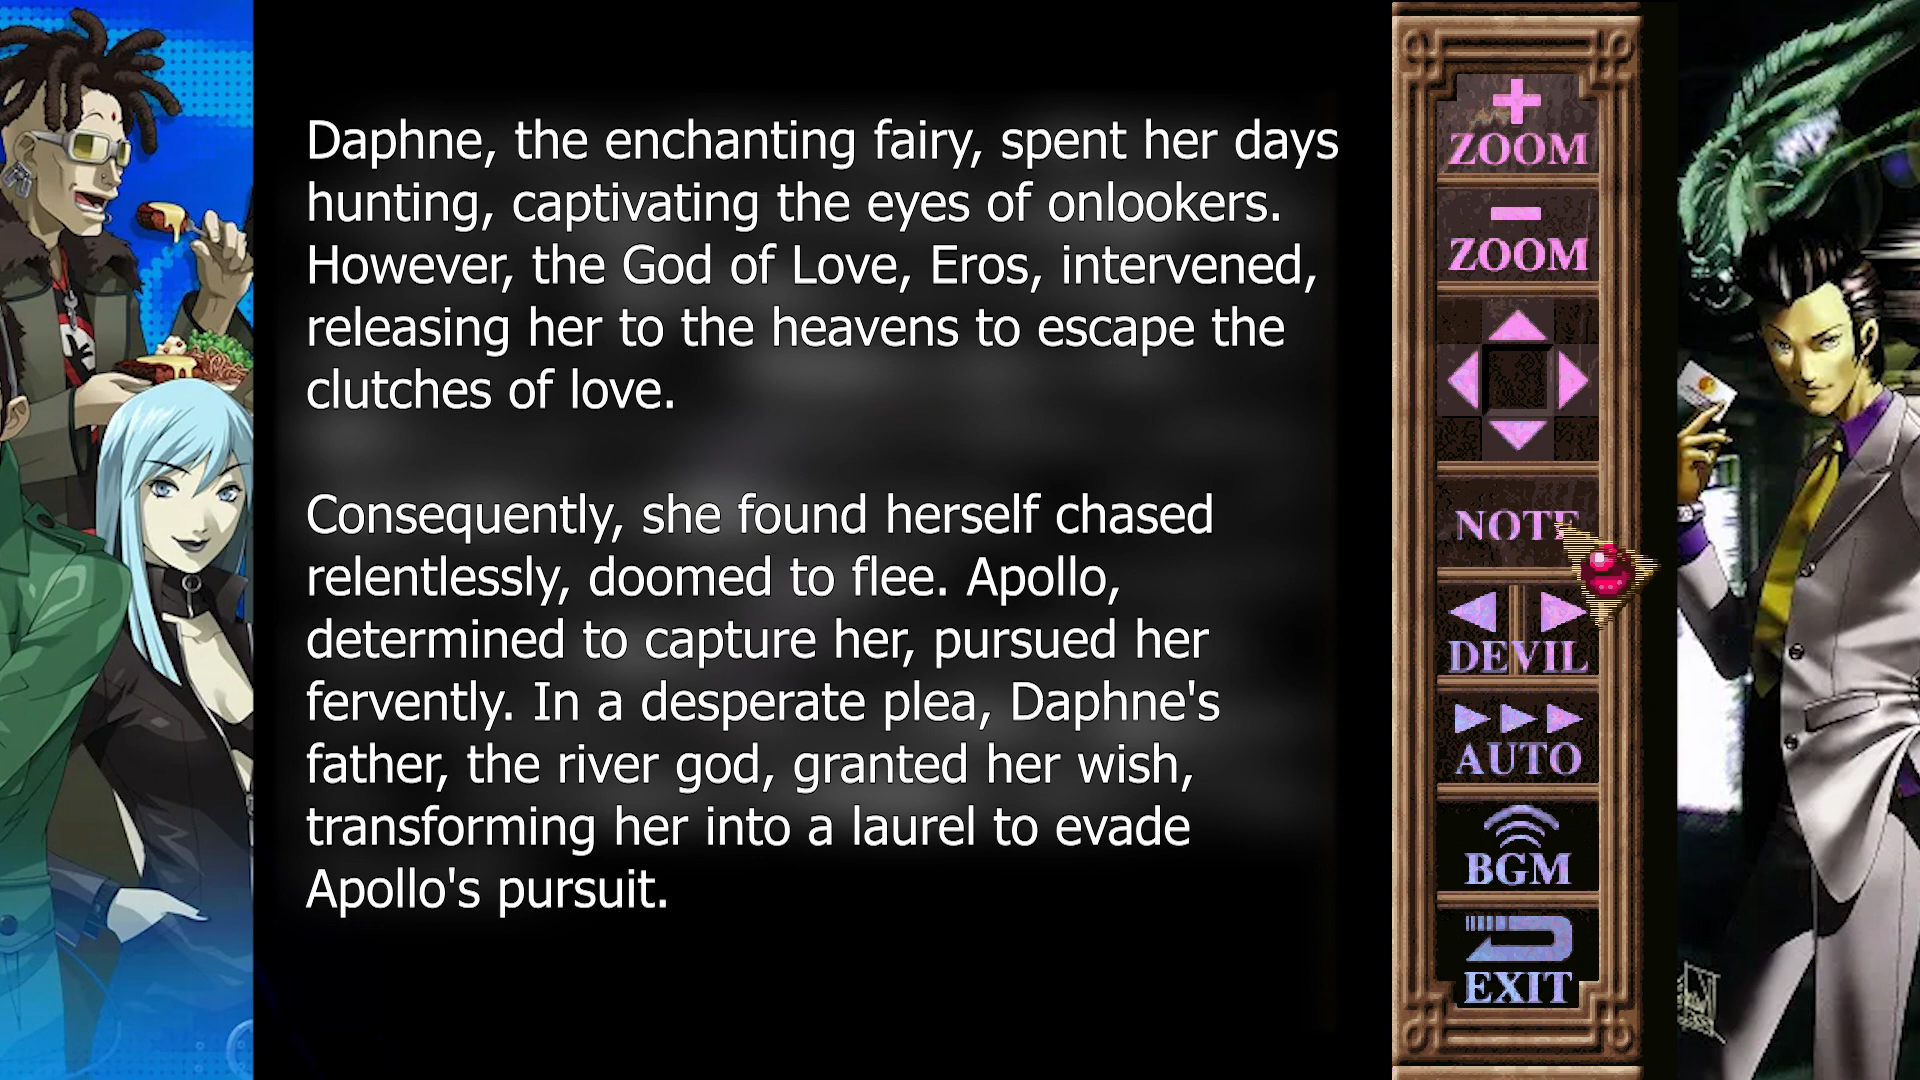 Daphne, the enchanting fairy, spent her days
hunting, captivating the eyes of onlookers.
However, the God of Love, Eros, intervened,
releasing her to the heavens to escape the
clutches of love.
Consequently, she found herself chased
relentlessly, doomed to flee. Apollo,
determined to capture her, pursued her
fervently. In a desperate plea, Daphne's
father, the river god, granted her wish,
transforming her into a laurel to evade
Apollo's pursuit.
ZOOM
ZOOM
NOTE
DEVIL
AUTO
BGM
EXIT